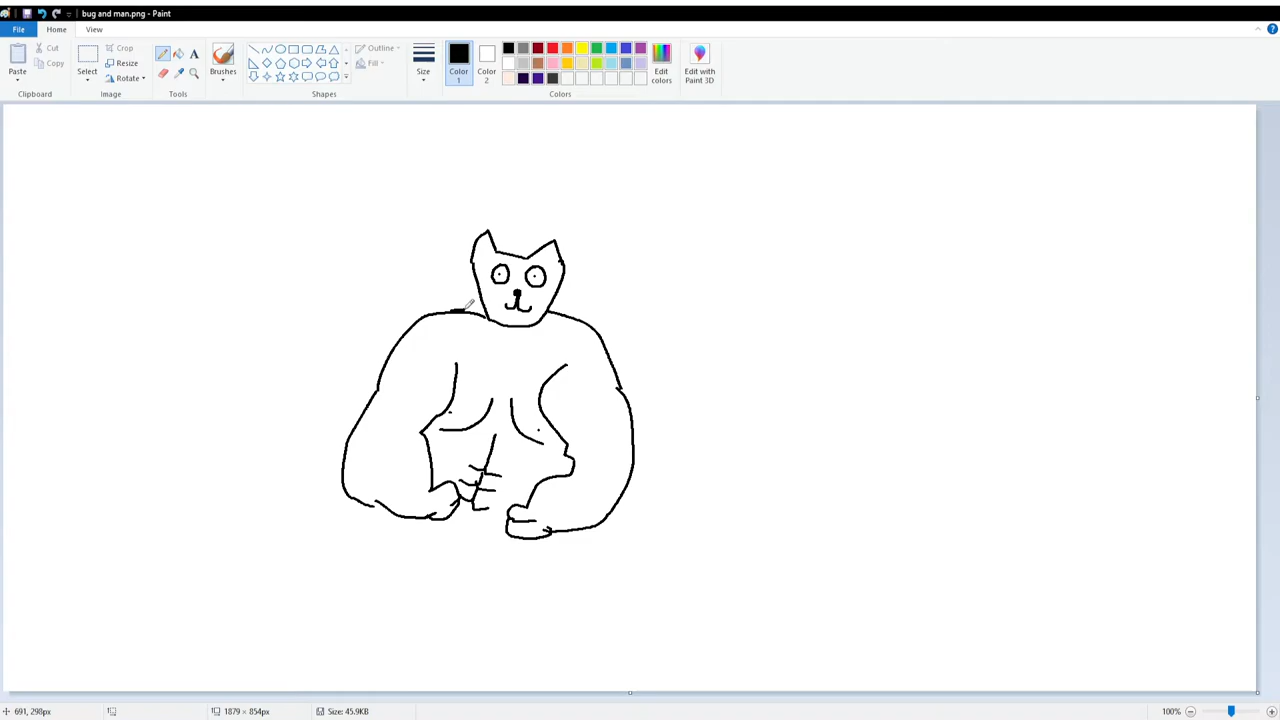 bug and man.png - Paint
File Home View
Paste
Cut
Copy
Clipboard
Select
Crop
Resize
Rotate
Image
A
Tools
Brushes
Shapes
Outline
Fill
Size
Color 1
Color 2
Colors
Edit colors
Edit with Paint 3D
691, 298px
1879 × 854px
Size: 45.9KB
100%